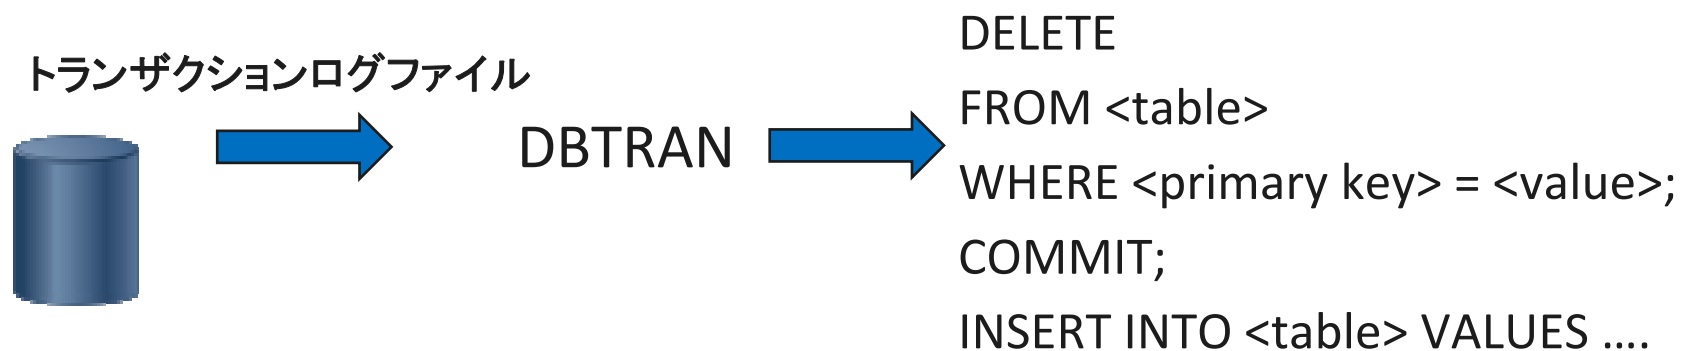 トランザクションログファイル
DBTRAN
DELETE
FROM <table>
WHERE <primary key> = <value>;
COMMIT;
INSERT INTO <table> VALUES ....